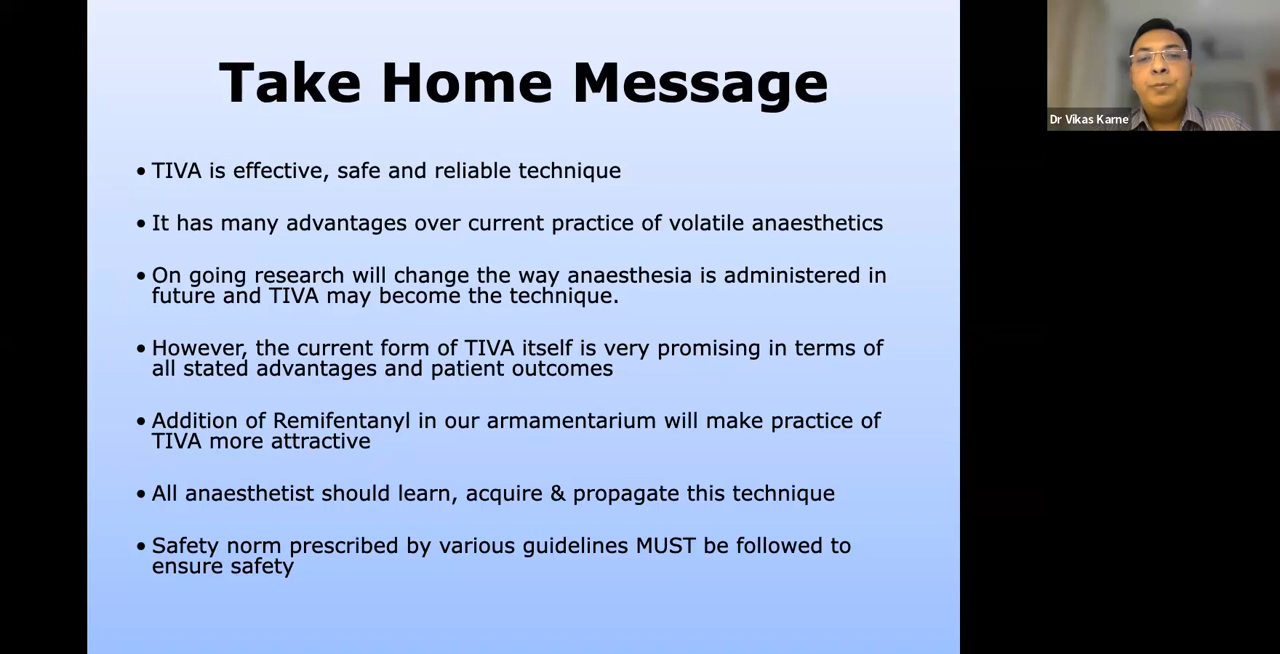 Take Home Message
• TIVA is effective, safe and reliable technique
• It has many advantages over current practice of volatile anaesthetics
• On going research will change the way anaesthesia is administered in
future and TIVA may become the technique.
• However, the current form of TIVA itself is very promising in terms of
all stated advantages and patient outcomes
• Addition of Remifentanyl in our armamentarium will make practice of
TIVA more attractive
• All anaesthetist should learn, acquire & propagate this technique
• Safety norm prescribed by various guidelines MUST be followed to
ensure safety
Dr Vikas Karne